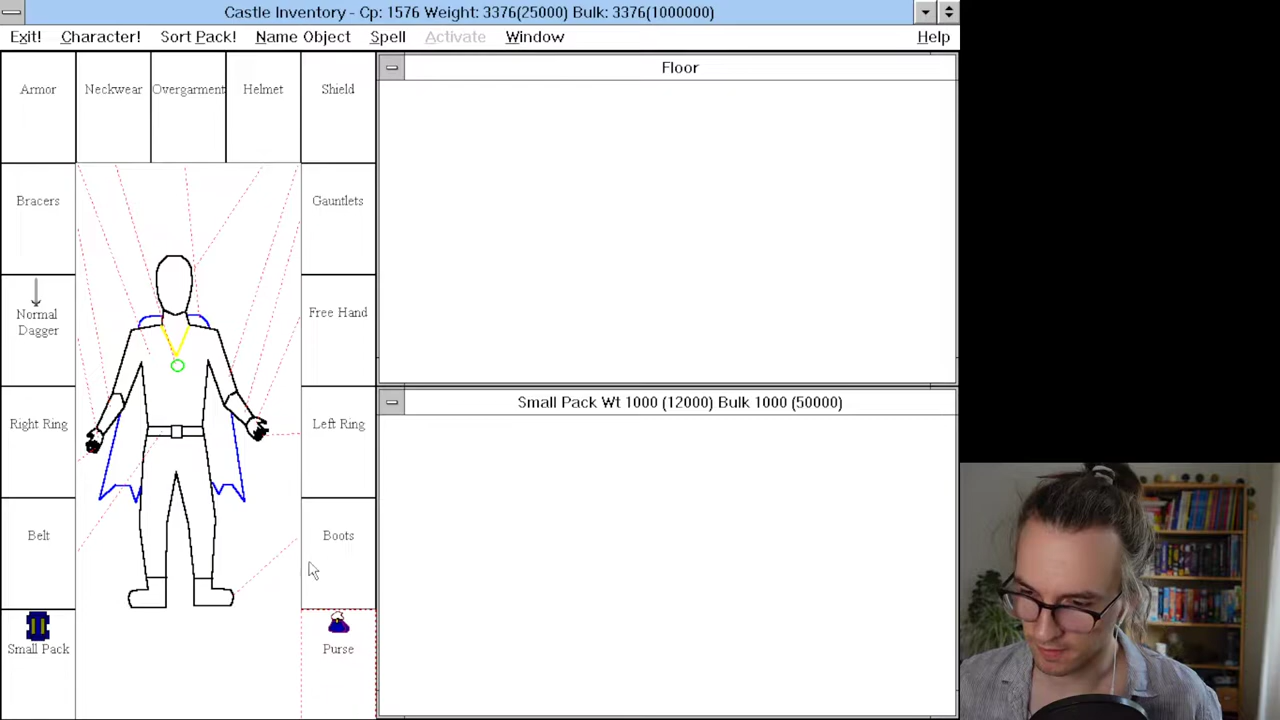 Castle Inventory - Cp: 1576 Weight: 3376(25000) Bulk: 3376(1000000)
Exit! Character! Sort Pack! Name Object Spell Activate Window Help
Armor
Neckwear
Overgarment
Helmet
Shield
Floor
Bracers
Gauntlets
Normal
Dagger
Free Hand
Small Pack Wt 1000 (12000) Bulk 1000 (50000)
Right Ring
Left Ring
Belt
Boots
Small Pack
Purse